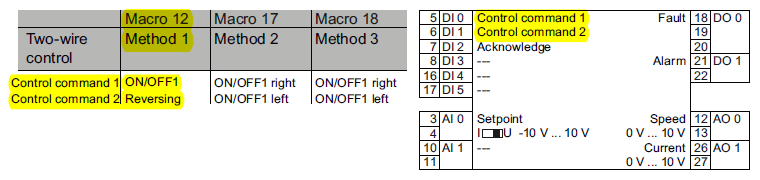 Macro 12 Macro 17 Macro 18
Two-wire control Method 1 Method 2 Method 3
Control command 1 ON/OFF1 ON/OFF1 right ON/OFF1 right
Control command 2 Reversing ON/OFF1 left ON/OFF1 left
5 DI 0 Control command 1 Fault 18 DO 0
6 DI 1 Control command 2 19
7 DI 2 Acknowledge 20
8 DI 3 --- Alarm 21 DO 1
16 DI 4 --- 22
17 DI 5 ---
3 AI 0 Setpoint Speed 12 AO 0
4 I U -10 V ... 10 V 0 V ... 10 V 13
10 AI 1 --- Current 26 AO 1
11 0 V ... 10 V 27